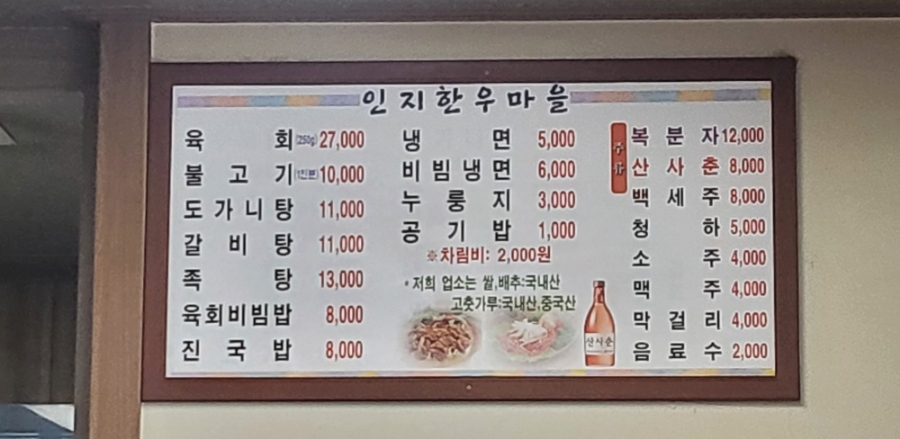 인지한우마을
육회(250g) 27,000
불고기(1인분) 10,000
도가니탕 11,000
갈비탕 11,000
족탕 13,000
육회비빔밥 8,000
진국밥 8,000
냉면 5,000
비빔냉면 6,000
누룽지 3,000
공기밥 1,000
※차림비: 2,000원
* 저희 업소는 쌀,배추:국내산
고춧가루:국내산,중국산
주류
복분자 12,000
산사춘 8,000
백세주 8,000
청하 5,000
소주 4,000
맥주 4,000
막걸리 4,000
음료수 2,000
산사춘